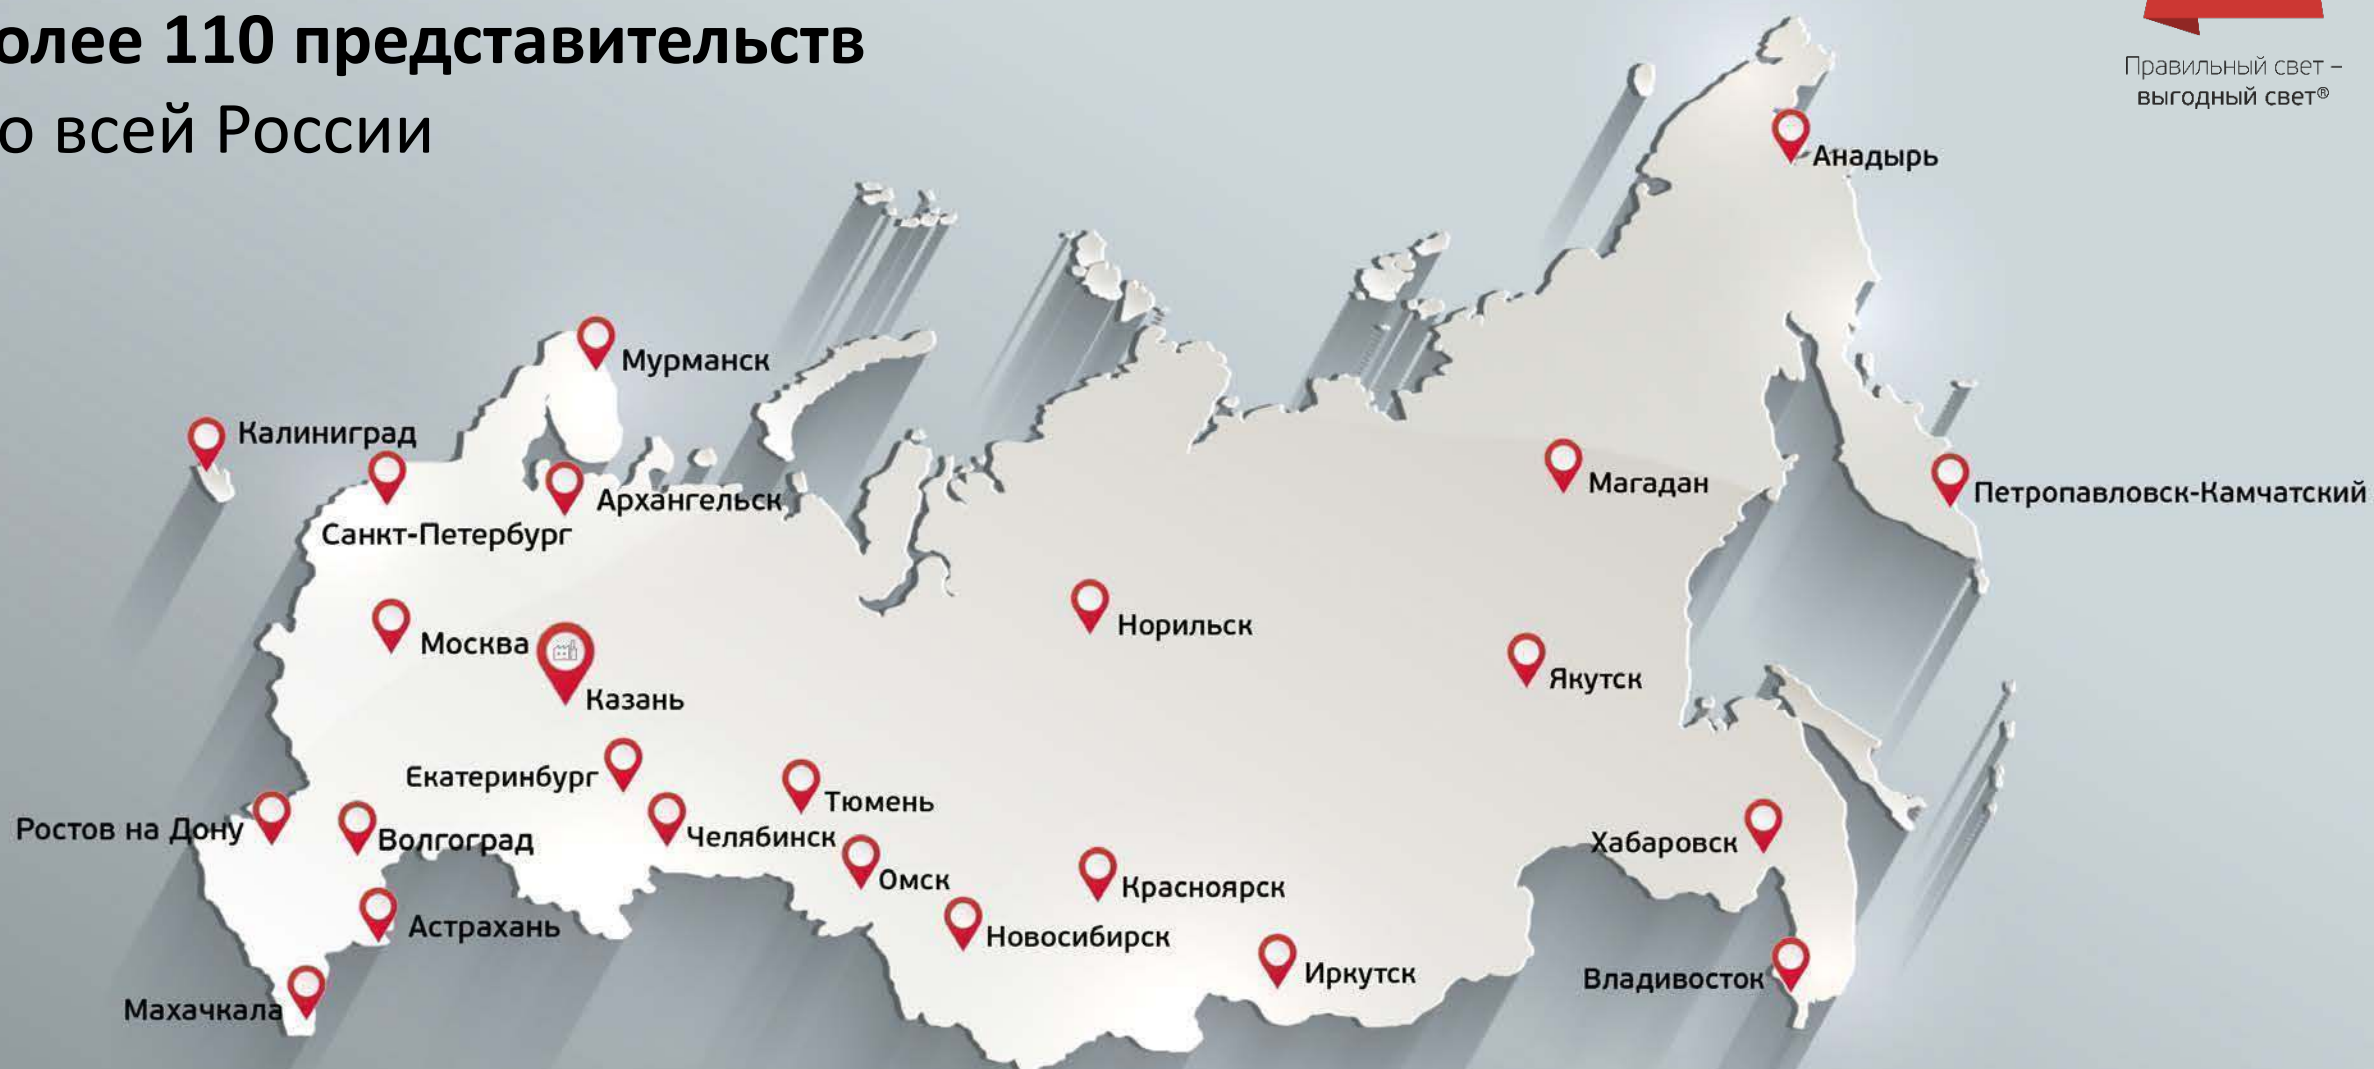 олее 110 представительств
о всей России
Правильный свет –
выгодный свет®
Анадырь
Мурманск
Калиниград
Архангельск
Санкт-Петербург
Магадан
Петропавловск-Камчатский
Норильск
Москва
Якутск
Казань
Екатеринбург
Тюмень
Ростов на Дону
Волгоград
Челябинск
Хабаровск
Омск
Красноярск
Астрахань
Новосибирск
Иркутск
Владивосток
Махачкала